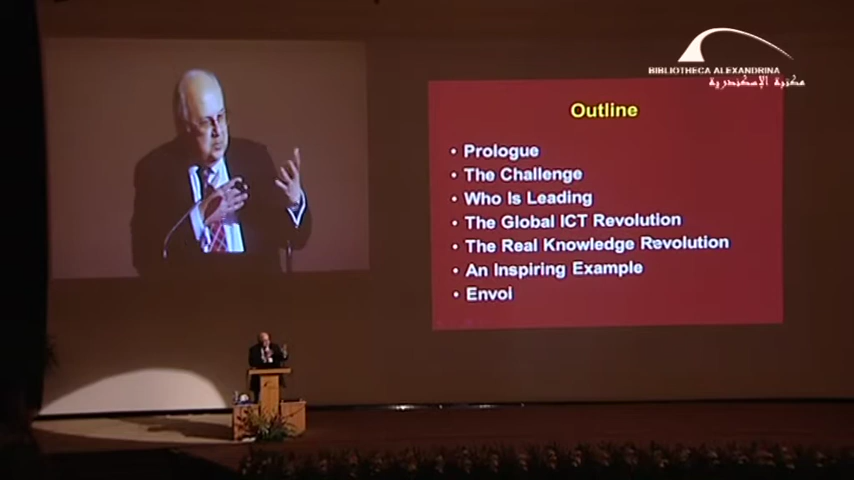 BIBLIOTHECA ALEXANDRINA
مكتبة الإسكندرية
Outline
• Prologue
• The Challenge
• Who Is Leading
• The Global ICT Revolution
• The Real Knowledge Revolution
• An Inspiring Example
• Envoi